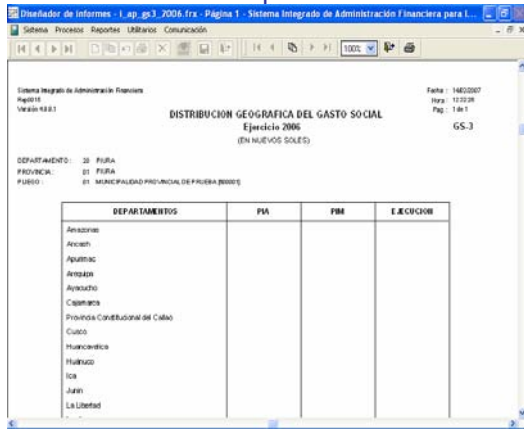 Diseñador de informes - i_ap_gs3_2006.frx - Página 1 - Sistema Integrado de Administración Financiera para l...
Sistema Procesos Reportes Utilitarios Comunicación
100%
Sistema Integrado de Administración Financiera
Fecha : 14/02/2007
Hora : 12:32:28
Versión
DISTRIBUCION GEOGRAFICA DEL GASTO SOCIAL
Pag : 1 de 1
Ejercicio 2006
GS-3
(EN NUEVOS SOLES)
DEPARTAMENTO : 20 PIURA
PROVINCIA : 01 PIURA
PLIEGO : 01 MUNICIPALIDAD PROVINCIAL DE PRUEBA
DEPARTAMENTOS PIA PIM EJECUCION
Amazonas
Ancash
Apurimac
Arequipa
Ayacucho
Cajamarca
Provincia Constitucional del Callao
Cusco
Huancavelica
Huánuco
Ica
Junin
La Libertad